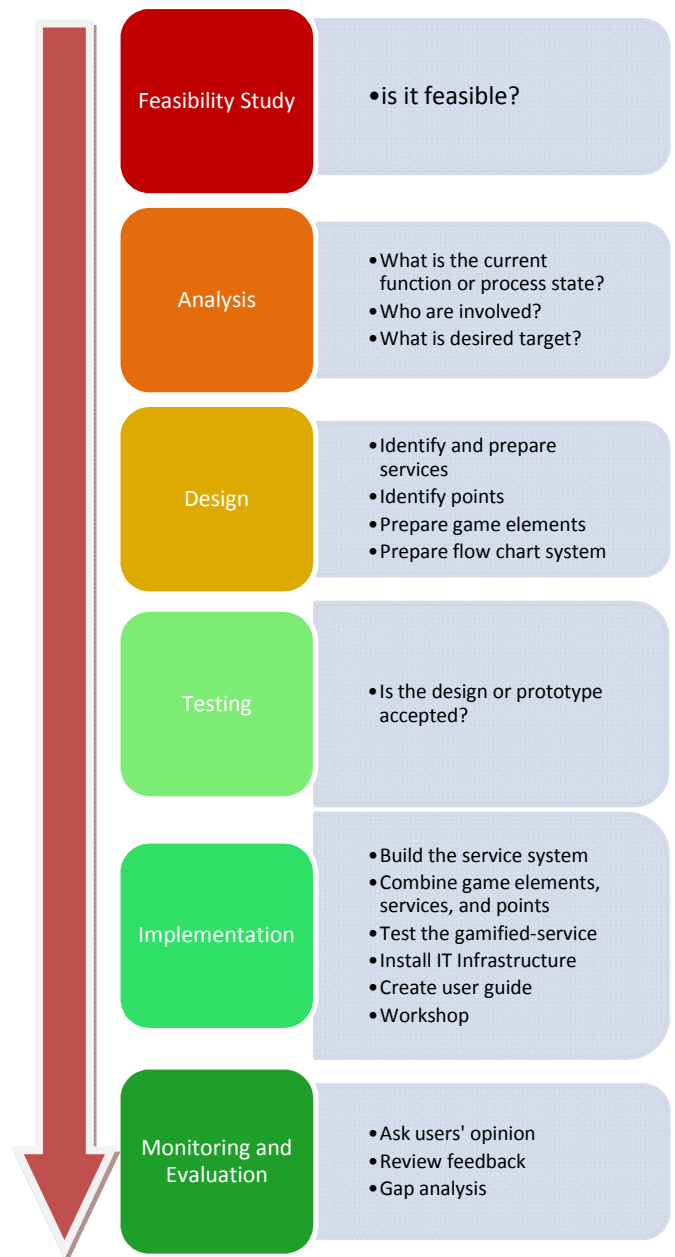 Feasibility Study
•is it feasible?
Analysis
•What is the current
function or process state?
•Who are involved?
•What is desired target?
Design
•Identify and prepare
services
•Identify points
•Prepare game elements
•Prepare flow chart system
Testing
•Is the design or prototype
accepted?
Implementation
•Build the service system
•Combine game elements,
services, and points
•Test the gamified-service
•Install IT Infrastructure
•Create user guide
•Workshop
Monitoring and
Evaluation
•Ask users' opinion
•Review feedback
•Gap analysis